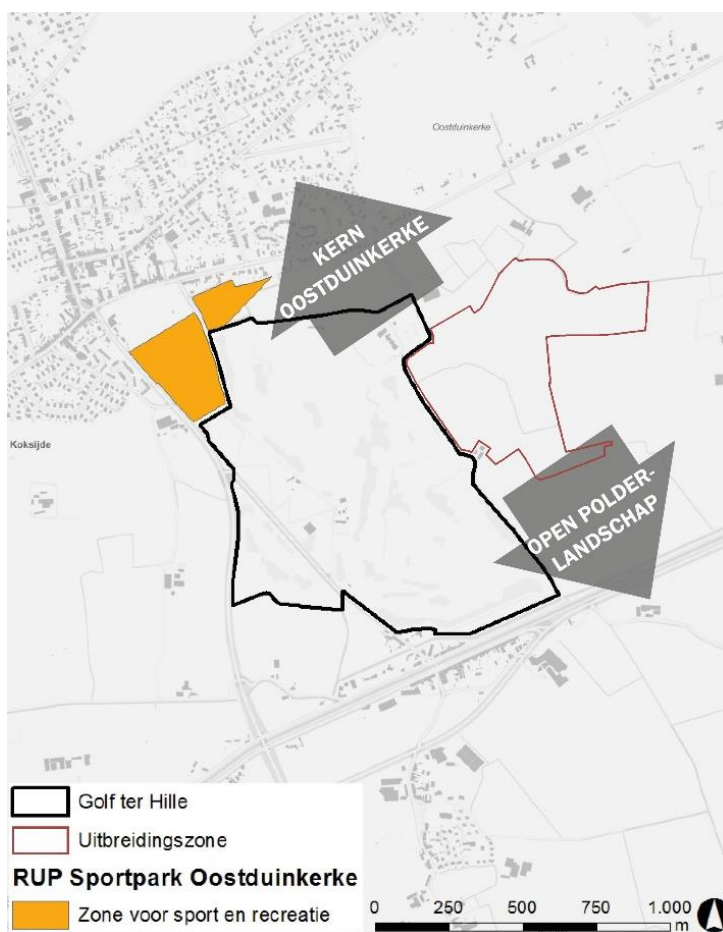 Oostduinkerke
KERN
OOSTDUINKERKE
Koksijde
OPEN POLDER-
LANDSCHAP
Golf ter Hille
Uitbreidingszone
RUP Sportpark Oostduinkerke
Zone voor sport en recreatie
0 250 500 750 1.000
m